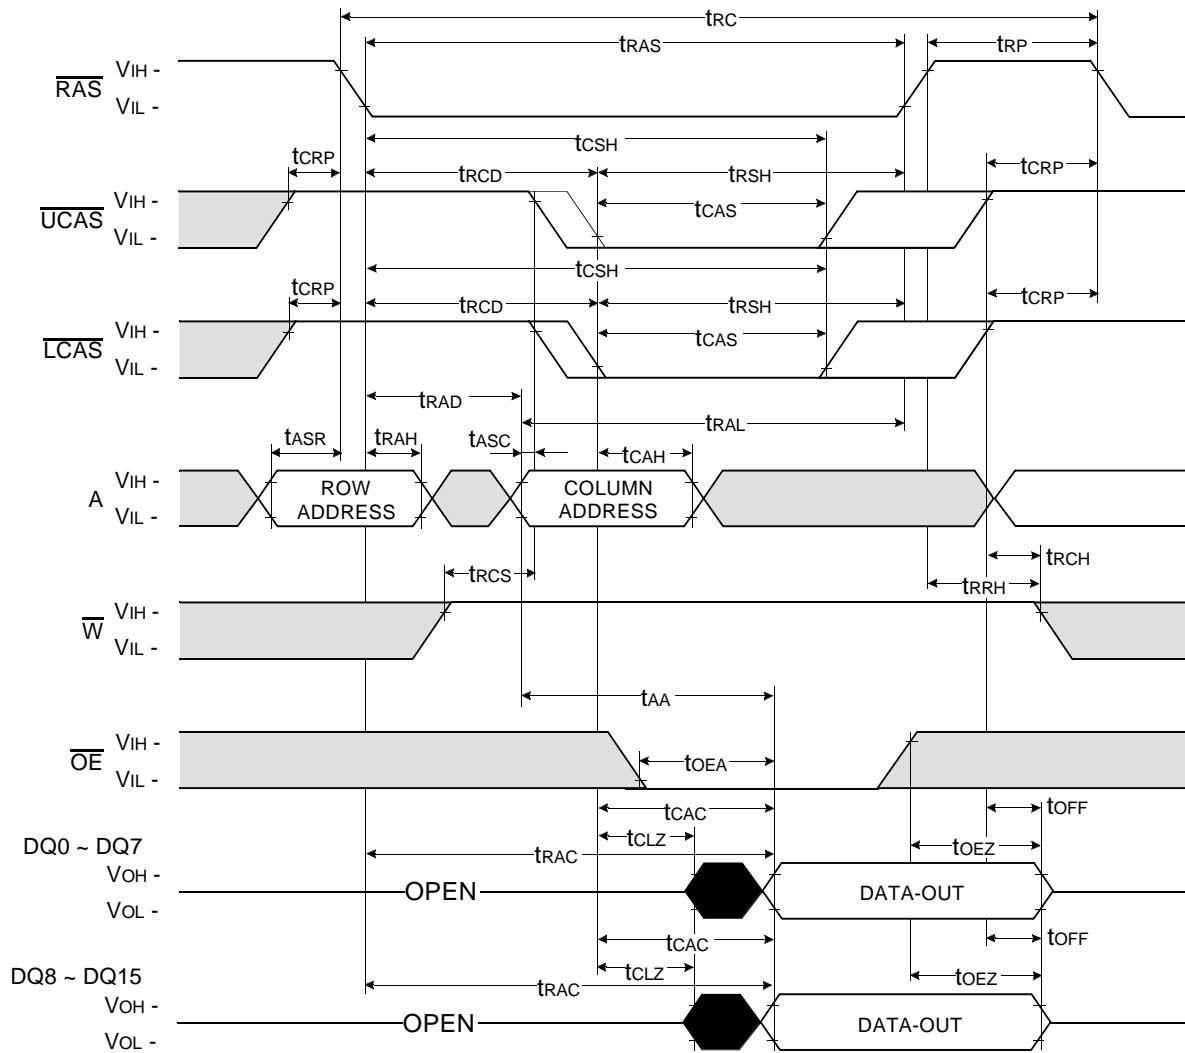 tRC
tRAS
tRP
RAS
VIH -
VIL -
tCSH
tCRP
tRCD
tRSH
tCRP
UCAS
VIH -
VIL -
tCAS
tCSH
tCRP
tRCD
tRSH
tCRP
LCAS
VIH -
VIL -
tCAS
tRAD
tRAL
tASR
tRAH
tASC
tCAH
A
VIH -
VIL -
ROW
ADDRESS
COLUMN
ADDRESS
tRCS
tRCH
tRRH
W
VIH -
VIL -
tAA
OE
VIH -
VIL -
tOEA
tCAC
tOFF
DQ0 ~ DQ7
tCLZ
tOEZ
tRAC
VOH -
VOL -
OPEN
DATA-OUT
tCAC
tOFF
DQ8 ~ DQ15
tCLZ
tOEZ
tRAC
VOH -
VOL -
OPEN
DATA-OUT